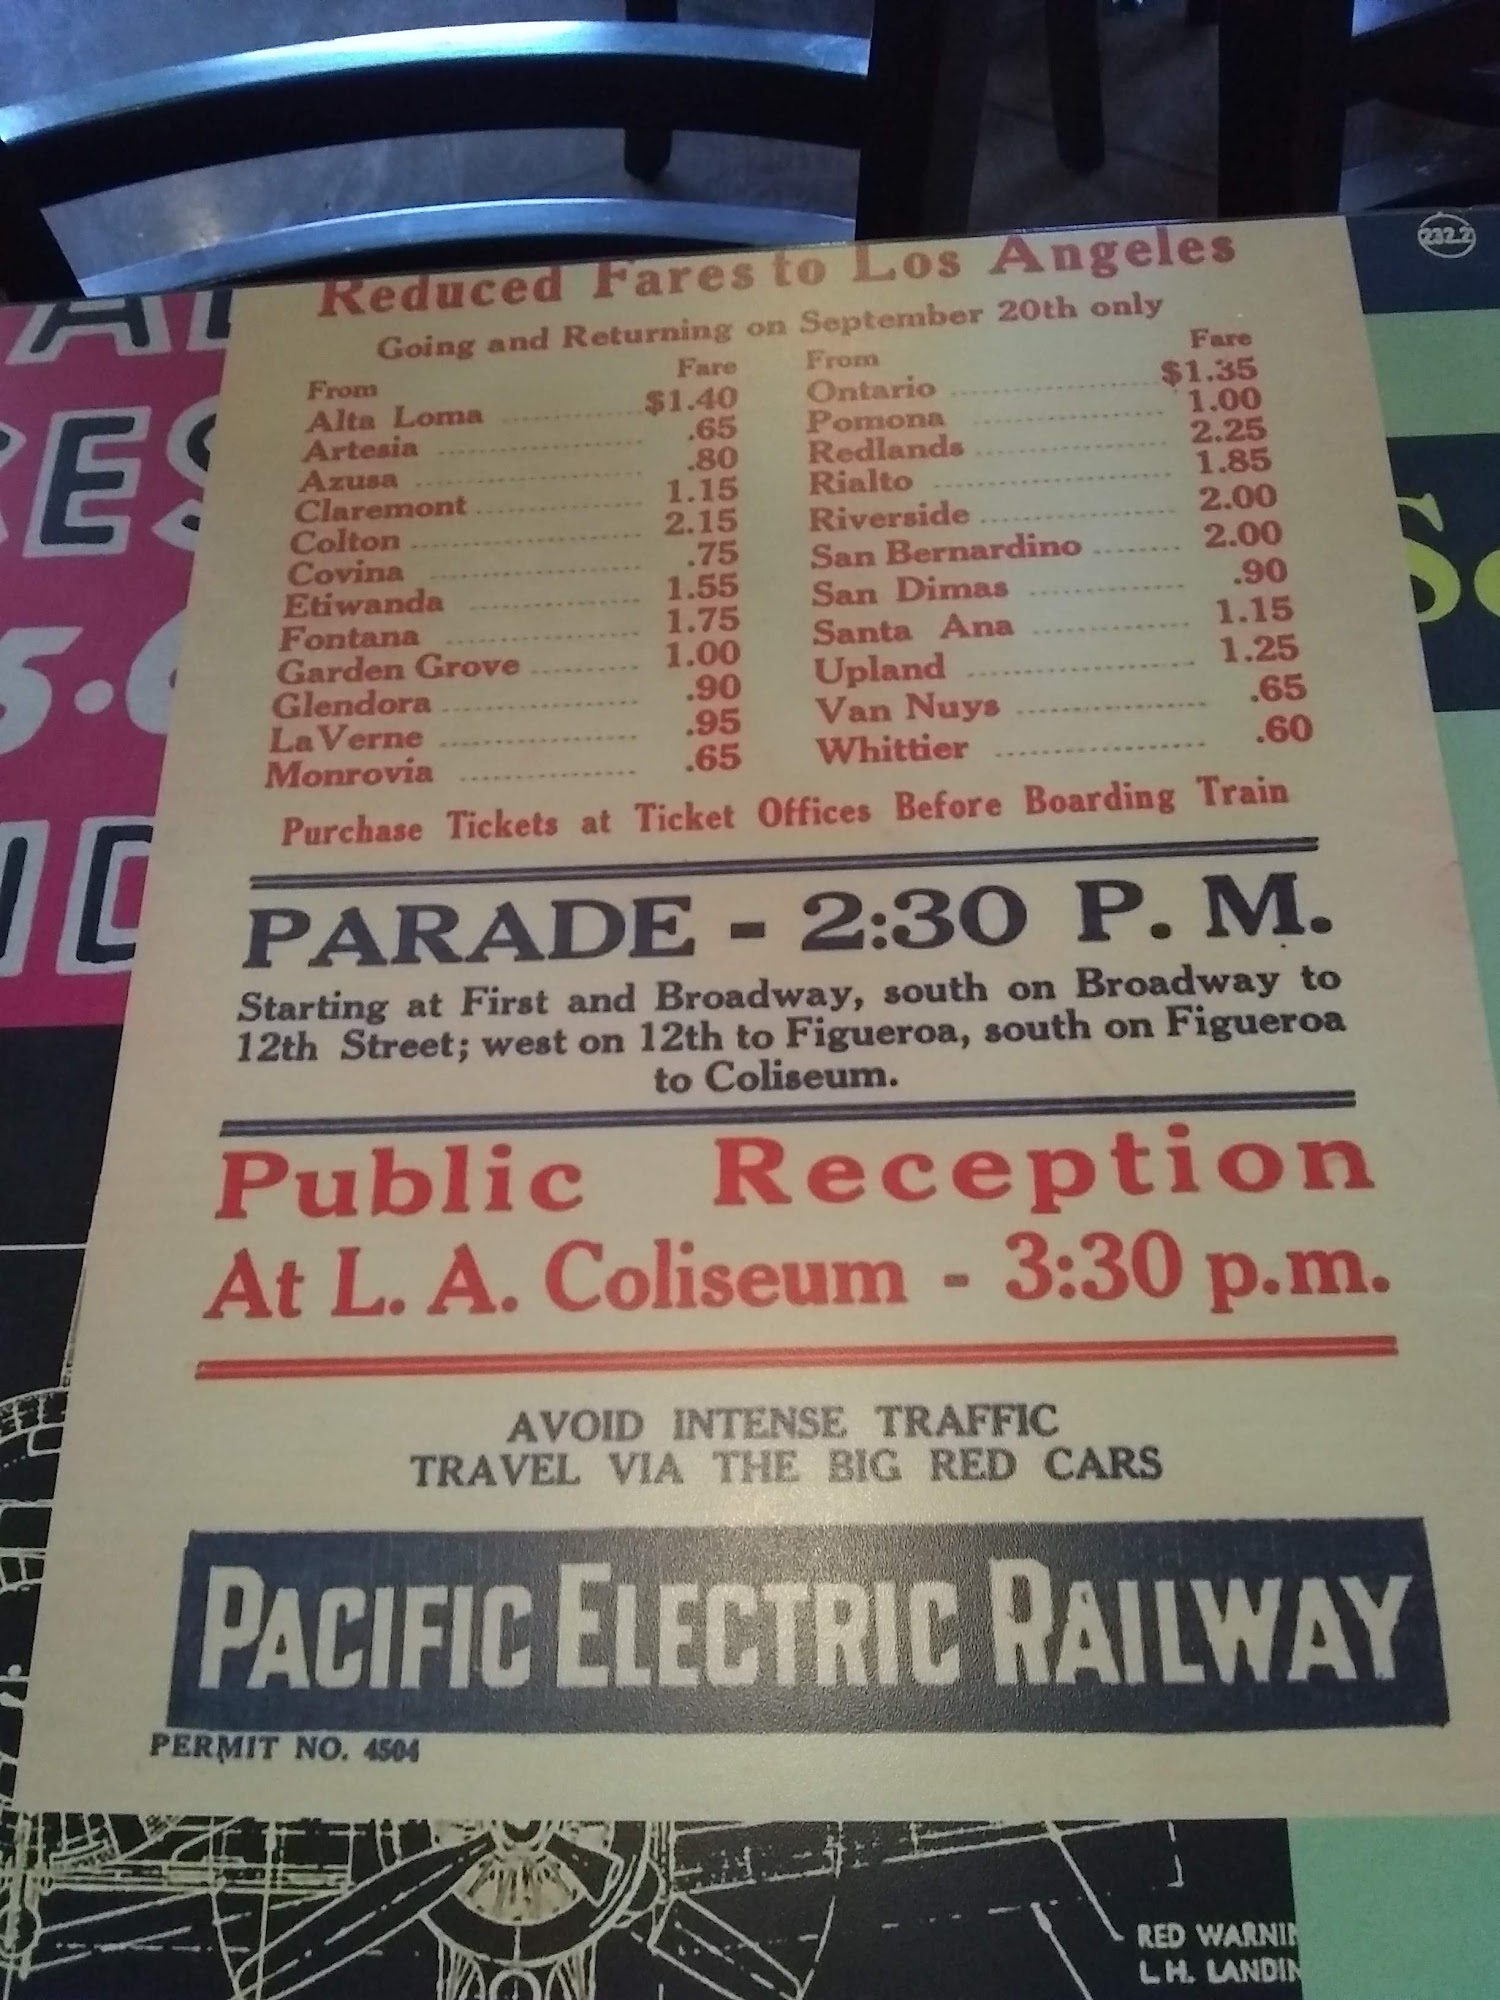 Reduced Fares to Los Angeles
Going and Returning on September 20th only
From Fare
Alta Loma $1.40
Artesia .65
Azusa .80
Claremont 1.15
Colton 2.15
Covina .75
Etiwanda 1.55
Fontana 1.75
Garden Grove 1.00
Glendora .90
La Verne .95
Monrovia .65
From Fare
Ontario $1.35
Pomona 1.00
Redlands 2.25
Rialto 1.85
Riverside 2.00
San Bernardino 2.00
San Dimas .90
Santa Ana 1.15
Upland 1.25
Van Nuys .65
Whittier .60
Purchase Tickets at Ticket Offices Before Boarding Train
PARADE - 2:30 P. M.
Starting at First and Broadway, south on Broadway to
12th Street; west on 12th to Figueroa, south on Figueroa
to Coliseum.
Public Reception
At L. A. Coliseum - 3:30 p.m.
AVOID INTENSE TRAFFIC
TRAVEL VIA THE BIG RED CARS
PACIFIC ELECTRIC RAILWAY
PERMIT NO. 4504
232.2
RED WARNIN
L.H. LANDIN